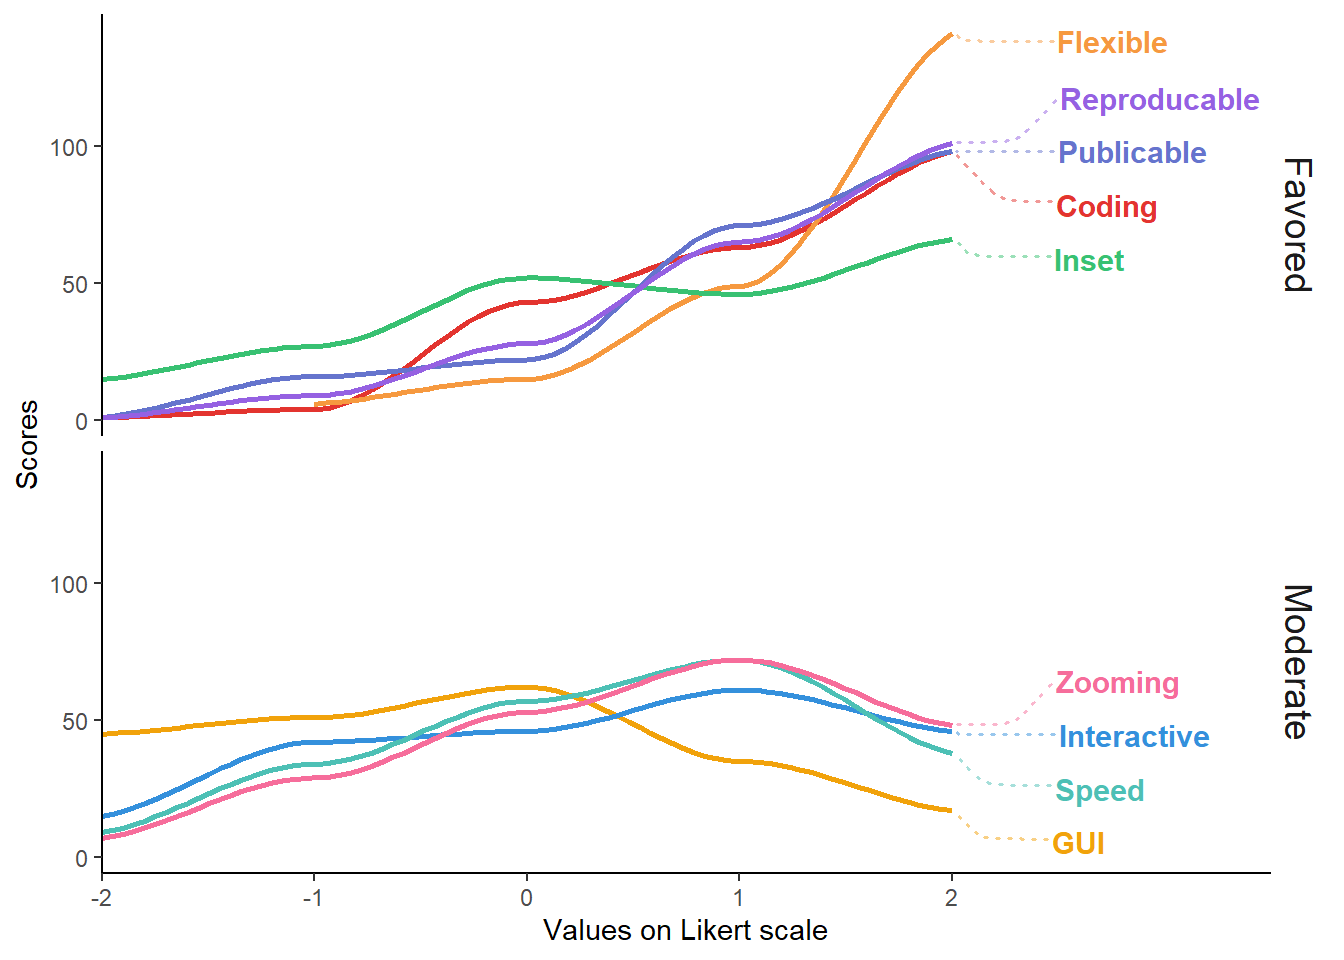 Flexible
Reproducable
Publicable
Coding
Inset
Favored
100
50
0
Scores
100
50
0
Zooming
Interactive
Speed
GUI
Moderate
-2 -1 0 1 2
Values on Likert scale